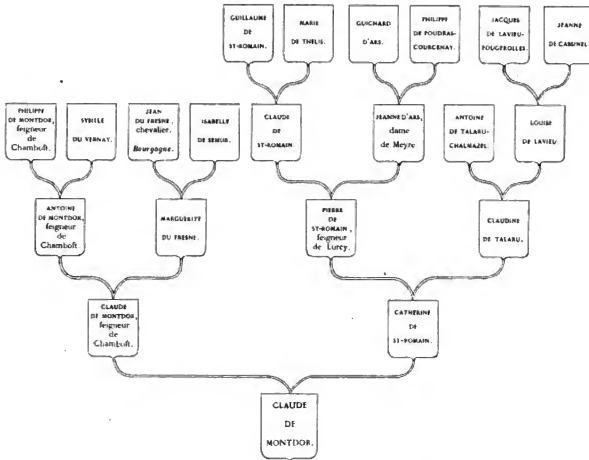 GUILLAUME
DE
ST-ROMAIN.
MARIE
DE THELIS.
GUICHARD
D'ARS.
PHILIPPE
DE FOUDRAS-
COURCENAY.
JACQUES
DE LAVIEU-
FOUGEROLLES.
JEANNE
DE CASSINEL.
PHILIPPE
DE MONTDOR,
seigneur
de
Chamboft.
SYBILE
DU VERNAY.
JEAN
DU FRESNE,
chevalier.
Bourgogne.
ISABELLE
DE SEMUR.
CLAUDE
DE
ST-ROMAIN.
JEANNE D'ARS,
dame
de Meyre
ANTOINE
DE TALARU-
CHALMAZEL.
LOUISE
DE LAVIEU.
ANTOINE
DE MONTDOR,
feigneur
de
Chamboft.
MARGUERITE
DU FRESNE.
PIERRE
DE
ST-ROMAIN,
feigneur
de Lurcy.
CLAUDINE
DE TALARU.
CLAUDE
DE MONTDOR,
feigneur
de
Chamboft.
CATHERINE
DE
ST-ROMAIN.
CLAUDE
DE
MONTDOR.